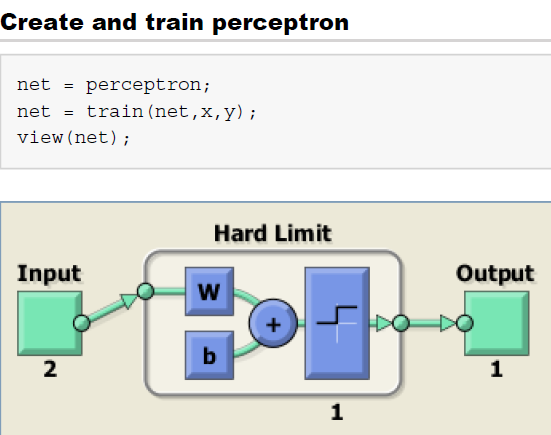 Create and train perceptron
net = perceptron;
net = train(net,x,y);
view(net);
Hard Limit
Input
Output
W
+
b
2
1
1